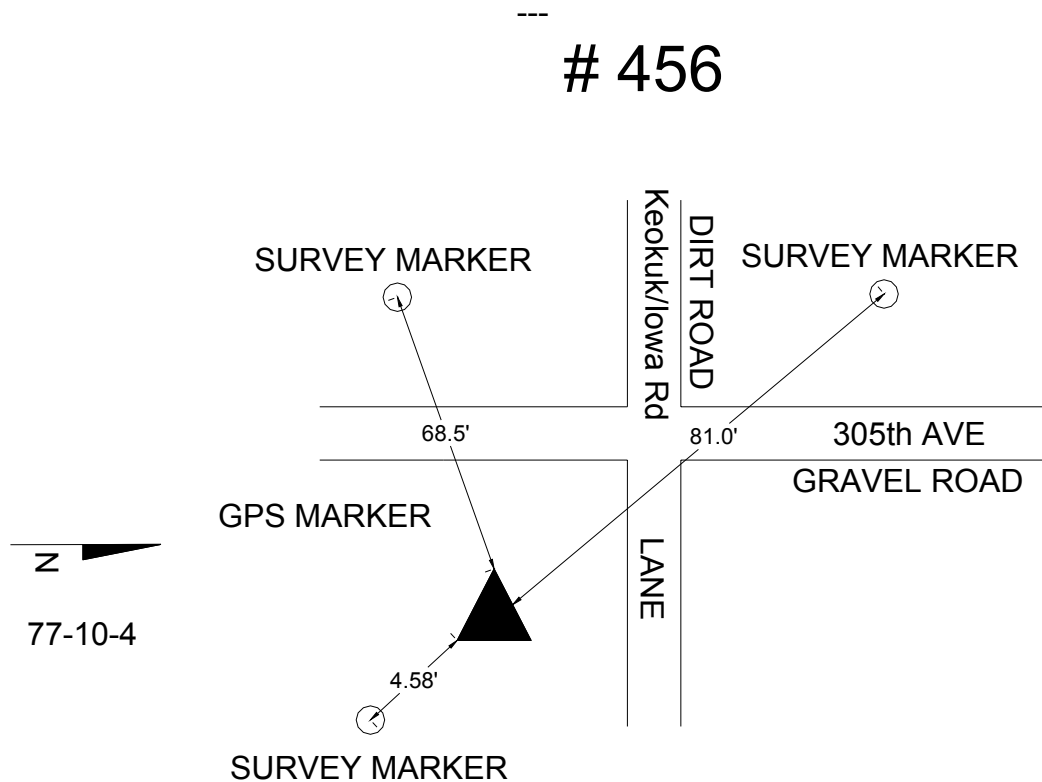 ---
# 456
Keokuk/Iowa Rd
DIRT ROAD
SURVEY MARKER
SURVEY MARKER
68.5'
81.0'
305th AVE
GRAVEL ROAD
GPS MARKER
N
LANE
77-10-4
4.58'
SURVEY MARKER